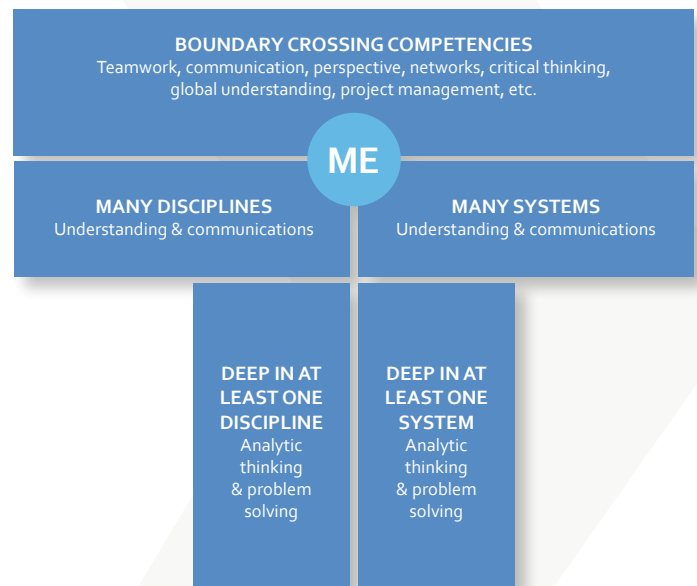 BOUNDARY CROSSING COMPETENCIES
Teamwork, communication, perspective, networks, critical thinking,
global understanding, project management, etc.
ME
MANY DISCIPLINES
Understanding & communications
MANY SYSTEMS
Understanding & communications
DEEP IN AT
LEAST ONE
DISCIPLINE
Analytic
thinking
& problem
solving
DEEP IN AT
LEAST ONE
SYSTEM
Analytic
thinking
& problem
solving